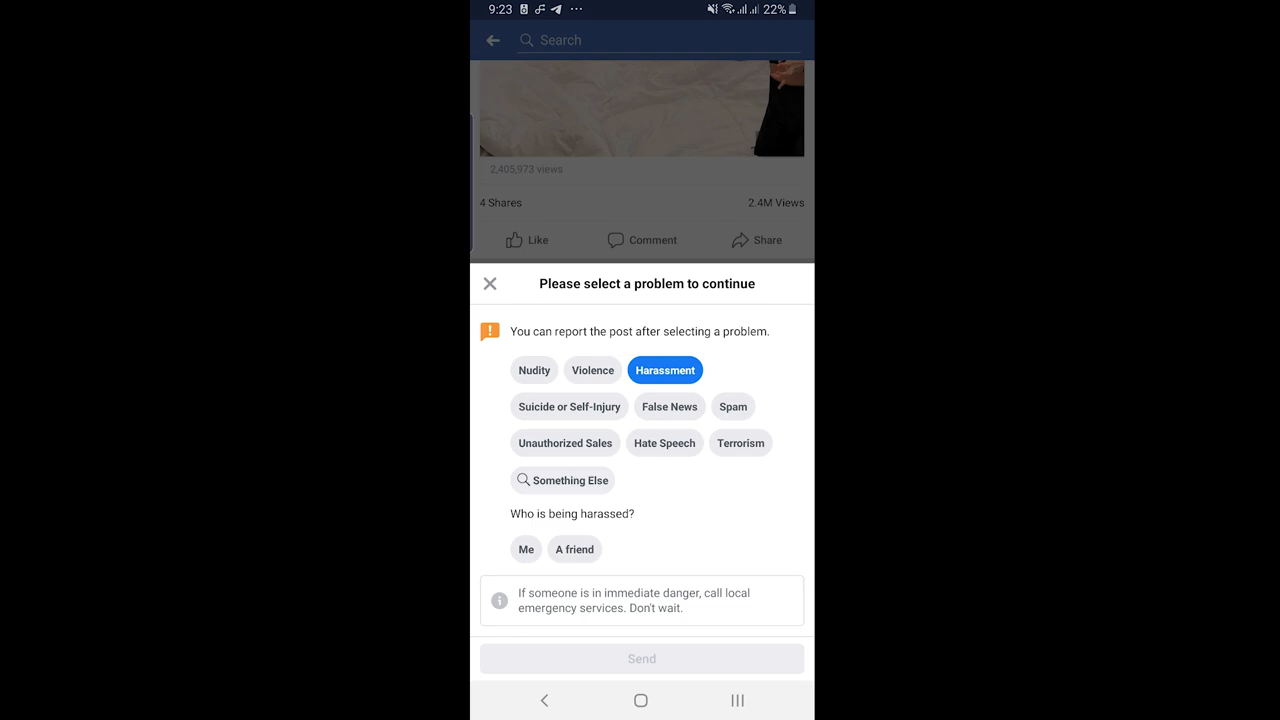 9:23 22%
Search
2,405,973 views
4 Shares 2.4M Views
Like Comment Share
Please select a problem to continue
You can report the post after selecting a problem.
Nudity Violence Harassment
Suicide or Self-Injury False News Spam
Unauthorized Sales Hate Speech Terrorism
Something Else
Who is being harassed?
Me A friend
If someone is in immediate danger, call local
emergency services. Don't wait.
Send